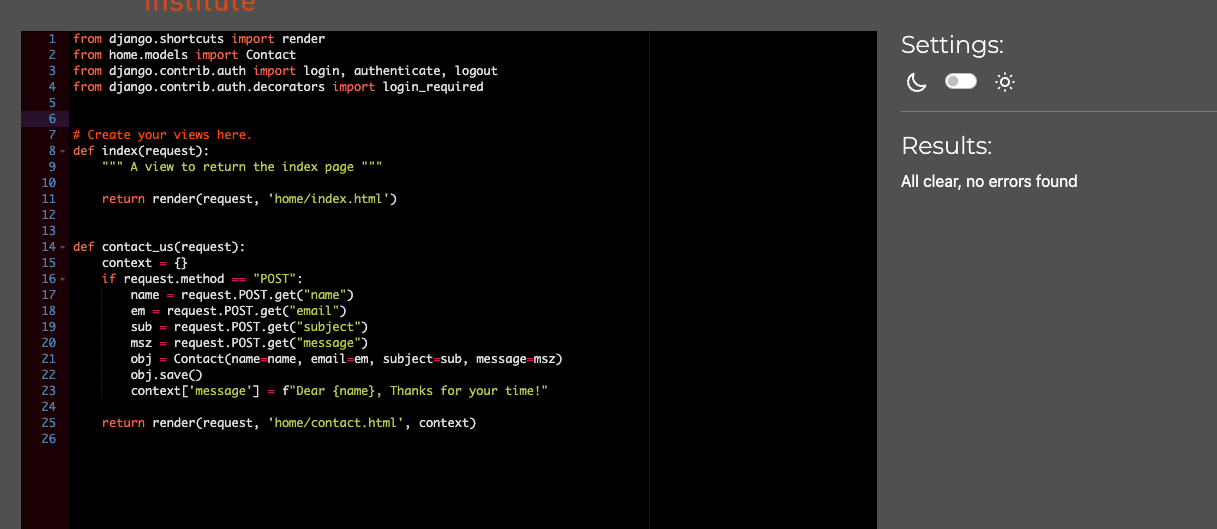 Institute
1 from django.shortcuts import render
2 from home.models import Contact
3 from django.contrib.auth import login, authenticate, logout
4 from django.contrib.auth.decorators import login_required
5
6
7 # Create your views here.
8 def index(request):
9     """ A view to return the index page """
10
11     return render(request, 'home/index.html')
12
13
14 def contact_us(request):
15     context = {}
16     if request.method == "POST":
17         name = request.POST.get("name")
18         em = request.POST.get("email")
19         sub = request.POST.get("subject")
20         msz = request.POST.get("message")
21         obj = Contact(name=name, email=em, subject=sub, message=msz)
22         obj.save()
23         context['message'] = f"Dear {name}, Thanks for your time!"
24
25     return render(request, 'home/contact.html', context)
26
Settings:
Results:
All clear, no errors found